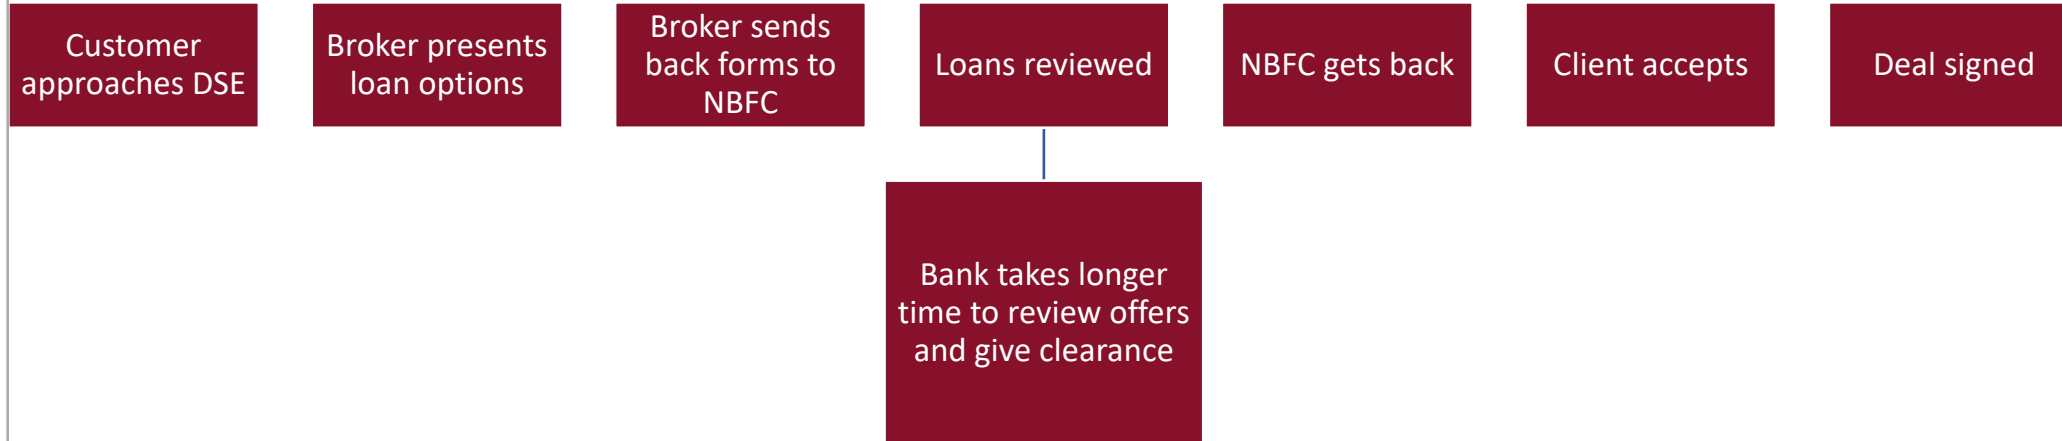 Customer
approaches DSE
Broker presents
loan options
Broker sends
back forms to
NBFC
Loans reviewed
NBFC gets back
Client accepts
Deal signed
Bank takes longer
time to review offers
and give clearance